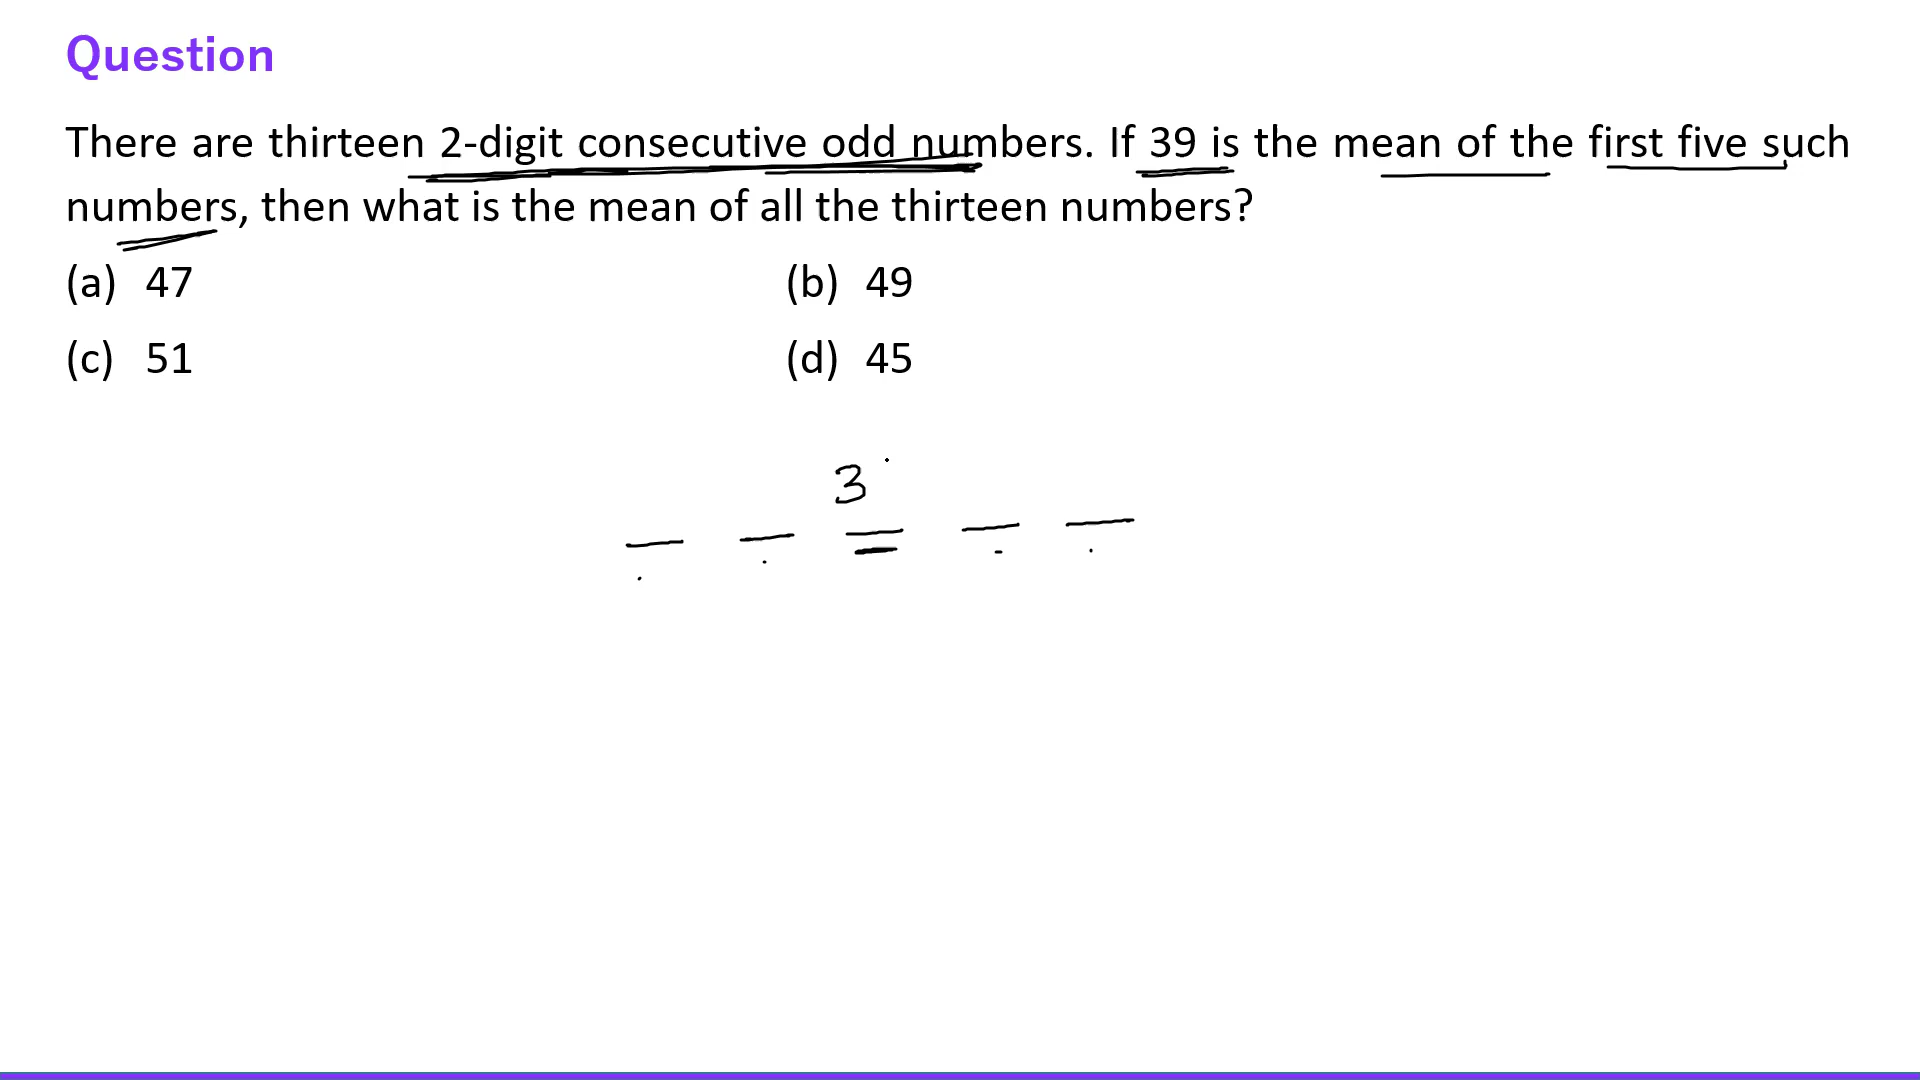 Question
There are thirteen 2-digit consecutive odd numbers. If 39 is the mean of the first five such
numbers, then what is the mean of all the thirteen numbers?
(a) 47 (b) 49
(c) 51 (d) 45
3